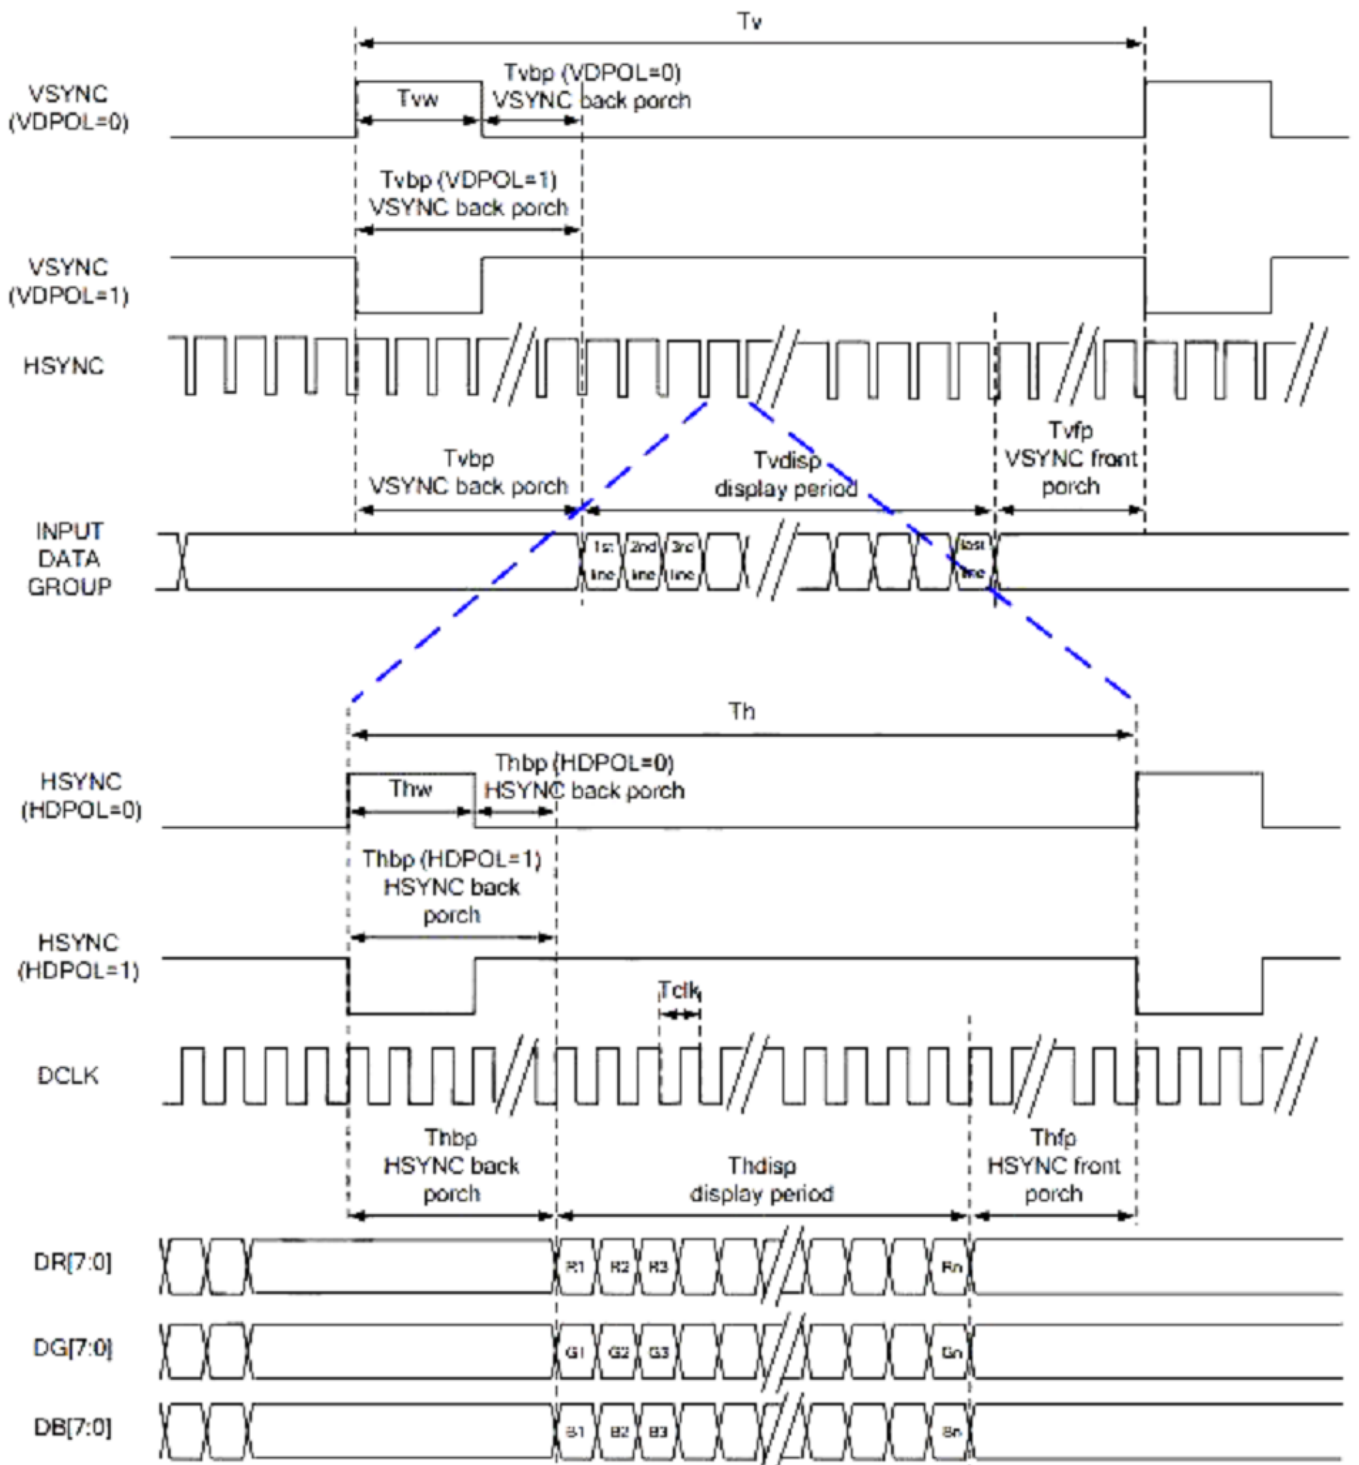 Tv
VSYNC
(VDPOL=0)
Tvw
Tvbp (VDPOL=0)
VSYNC back porch
Tvbp (VDPOL=1)
VSYNC back porch
VSYNC
(VDPOL=1)
HSYNC
Tvbp
VSYNC back porch
Tvdisp
display period
Tvfp
VSYNC front
porch
INPUT
DATA
GROUP
1st
line
2nd
line
3rd
line
last
line
Th
HSYNC
(HDPOL=0)
Thw
Thbp (HDPOL=0)
HSYNC back porch
Thbp (HDPOL=1)
HSYNC back
porch
HSYNC
(HDPOL=1)
Tclk
DCLK
Thbp
HSYNC back
porch
Thdisp
display period
Thfp
HSYNC front
porch
DR[7:0]
R1 R2 R3 Rn
DG[7:0]
G1 G2 G3 Gn
DB[7:0]
B1 B2 B3 Bn